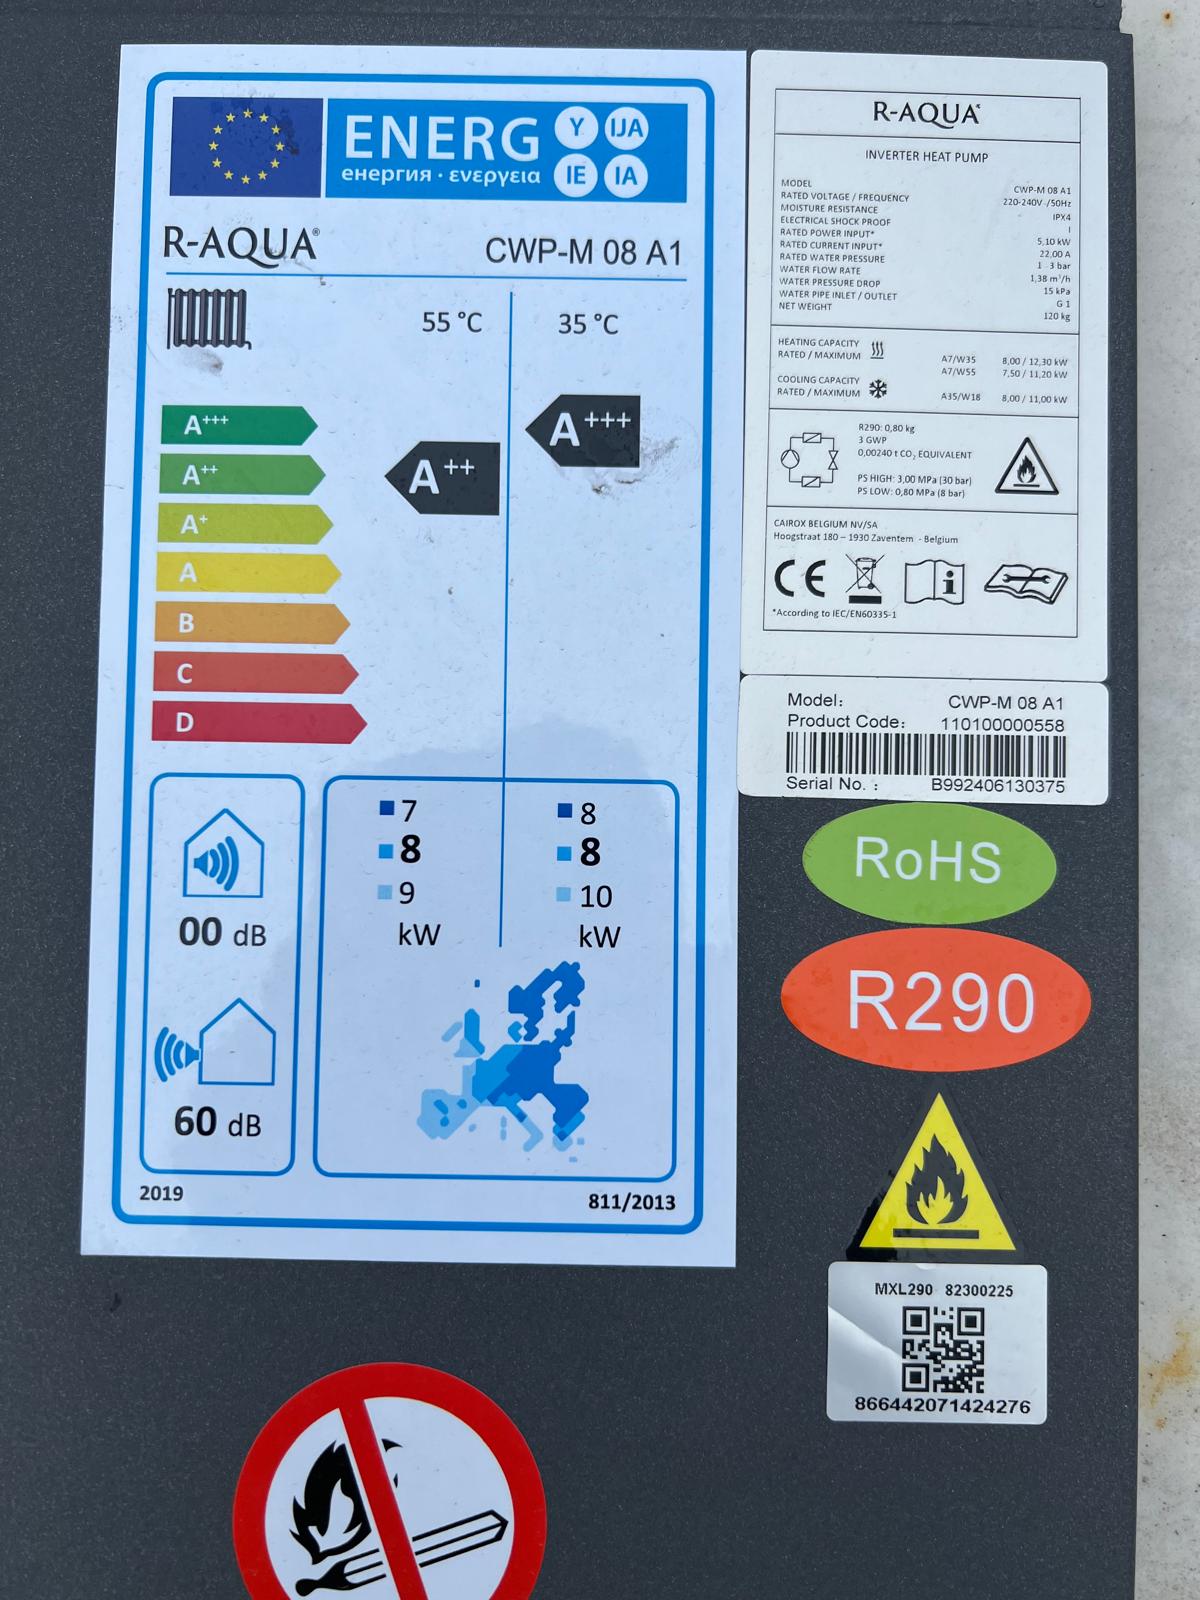 ENERG
Y IJA
IE IA
енергия · ενεργεια
R-AQUA®
CWP-M 08 A1
55 °C
35 °C
A+++
A++
A+
A
B
C
D
A++
A+++
00 dB
60 dB
7
8
9
kW
8
8
10
kW
2019
811/2013
R-AQUA
INVERTER HEAT PUMP
MODEL CWP-M 08 A1
RATED VOLTAGE / FREQUENCY 220-240V~/50Hz
MOISTURE RESISTANCE IPX4
ELECTRICAL SHOCK PROOF I
RATED POWER INPUT* 5,10 kW
RATED CURRENT INPUT* 22,00 A
RATED WATER PRESSURE 1 - 3 bar
WATER FLOW RATE 1,38 m³/h
WATER PRESSURE DROP 15 kPa
WATER PIPE INLET / OUTLET G 1
NET WEIGHT 120 kg
HEATING CAPACITY
RATED / MAXIMUM
A7/W35 8,00 / 12,30 kW
A7/W55 7,50 / 11,20 kW
COOLING CAPACITY
RATED / MAXIMUM
A35/W18 8,00 / 11,00 kW
R290: 0,80 kg
3 GWP
0,00240 t CO₂ EQUIVALENT
PS HIGH: 3,00 MPa (30 bar)
PS LOW: 0,80 MPa (8 bar)
CAIROX BELGIUM NV/SA
Hoogstraat 180 – 1930 Zaventem - Belgium
CE
i
*According to IEC/EN60335-1
Model: CWP-M 08 A1
Product Code: 110100000558
Serial No. : B992406130375
RoHS
R290
MXL290 82300225
866442071424276